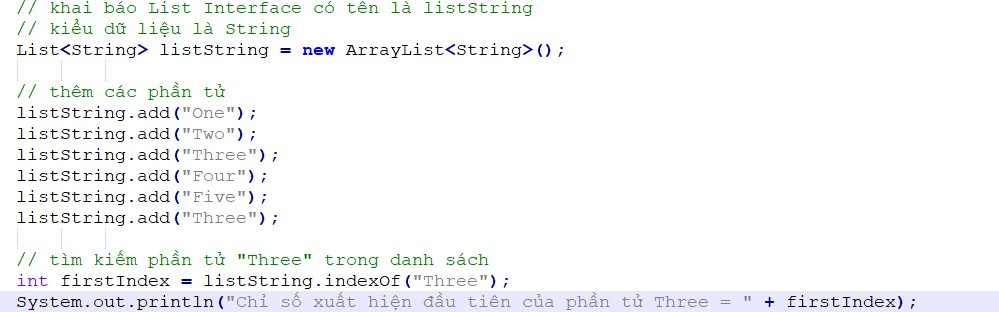 // khai báo List Interface có tên là listString
// kiểu dữ liệu là String
List<String> listString = new ArrayList<String>();
// thêm các phần tử
listString.add("One");
listString.add("Two");
listString.add("Three");
listString.add("Four");
listString.add("Five");
listString.add("Three");
// tìm kiếm phần tử "Three" trong danh sách
int firstIndex = listString.indexOf("Three");
System.out.println("Chỉ số xuất hiện đầu tiên của phần tử Three = " + firstIndex);